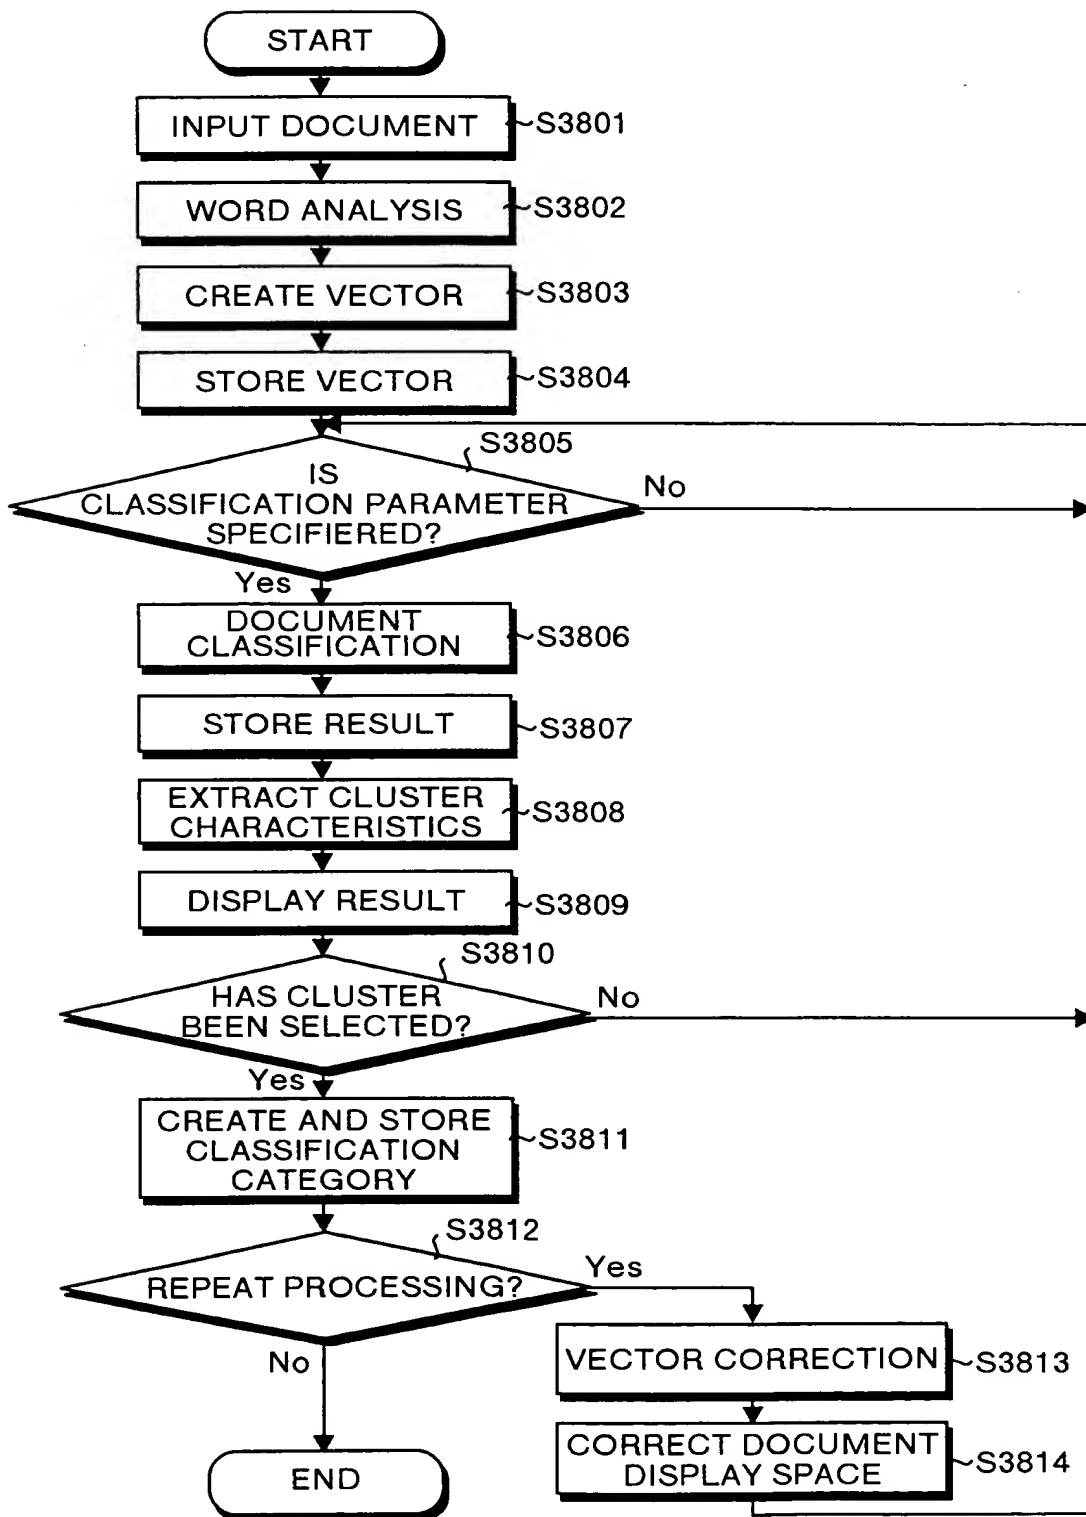 START
INPUT DOCUMENT
S3801
WORD ANALYSIS
S3802
CREATE VECTOR
S3803
STORE VECTOR
S3804
S3805
IS
CLASSIFICATION PARAMETER
SPECIFIERED?
No
Yes
DOCUMENT
CLASSIFICATION
S3806
STORE RESULT
S3807
EXTRACT CLUSTER
CHARACTERISTICS
S3808
DISPLAY RESULT
S3809
S3810
HAS CLUSTER
BEEN SELECTED?
No
Yes
CREATE AND STORE
CLASSIFICATION
CATEGORY
S3811
S3812
REPEAT PROCESSING?
Yes
No
VECTOR CORRECTION
S3813
CORRECT DOCUMENT
DISPLAY SPACE
S3814
END